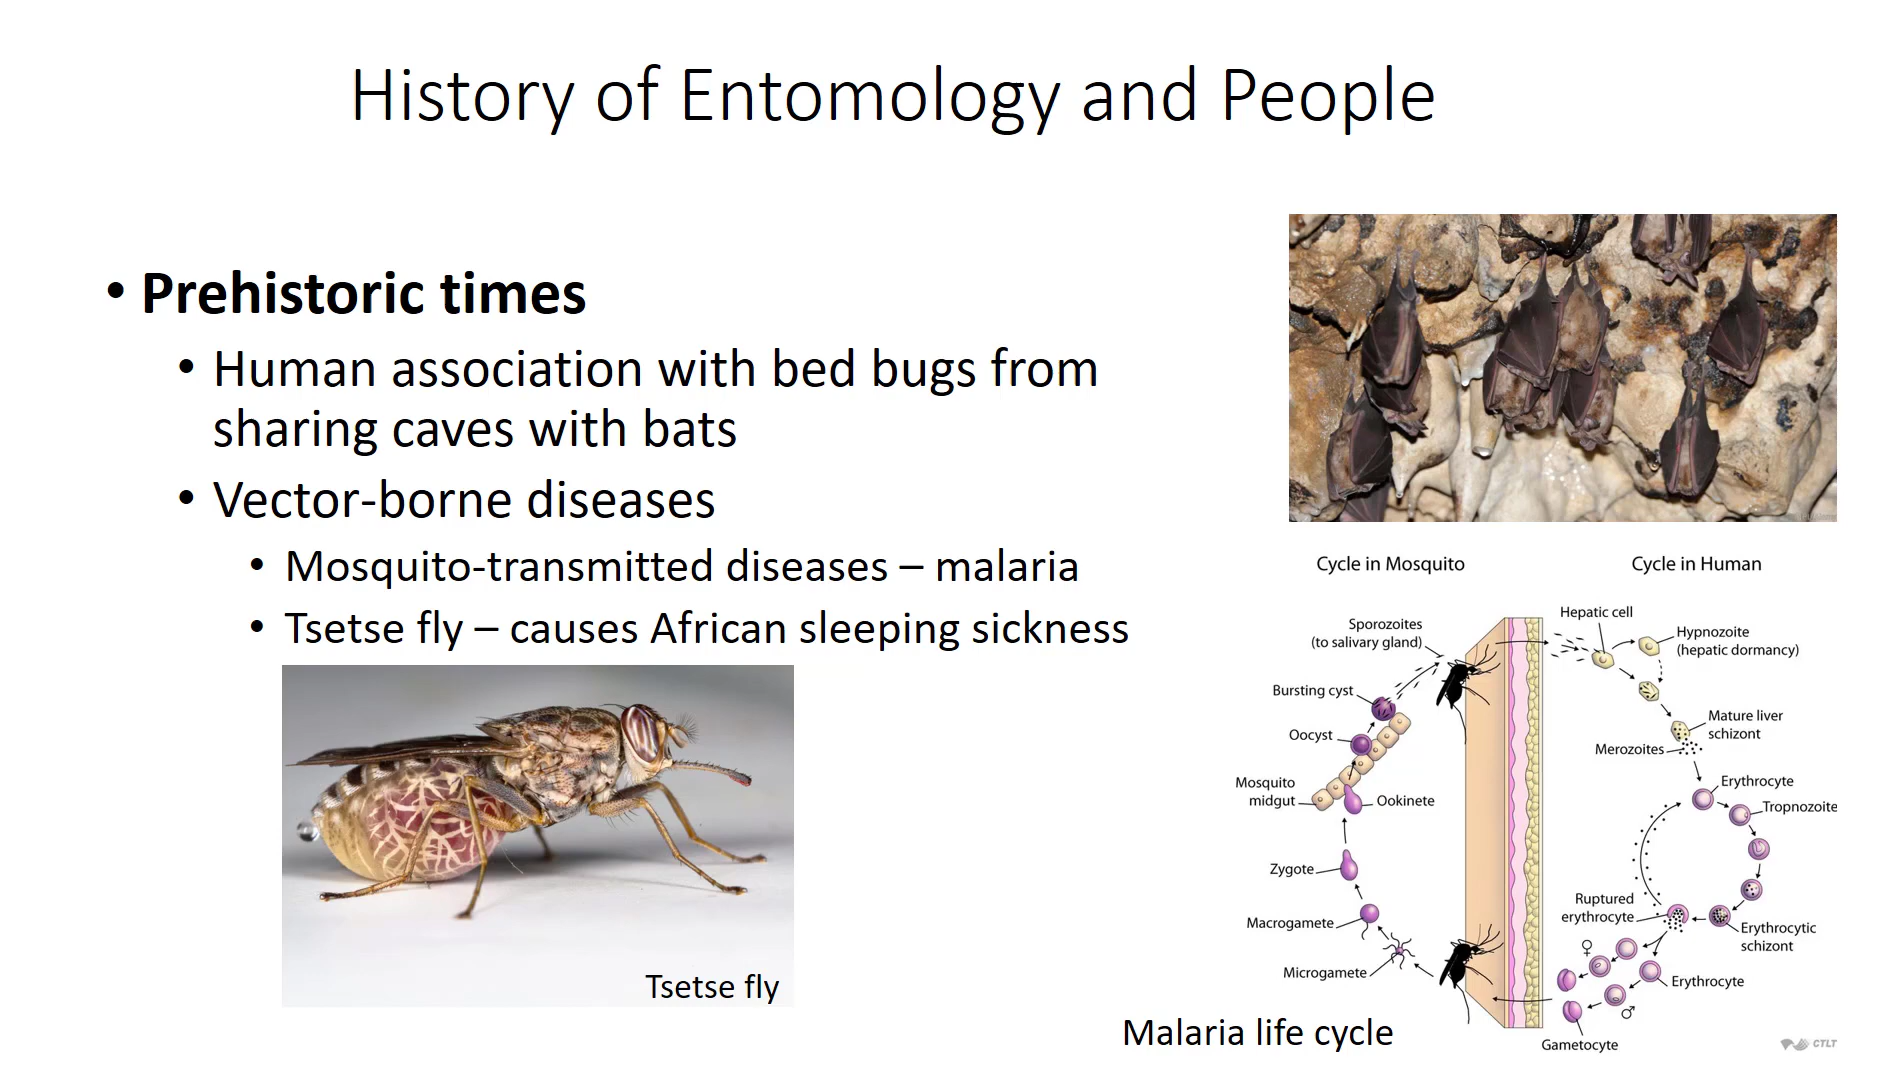 History of Entomology and People
• Prehistoric times
• Human association with bed bugs from
sharing caves with bats
• Vector-borne diseases
• Mosquito-transmitted diseases – malaria
• Tsetse fly – causes African sleeping sickness
Tsetse fly
Cycle in Mosquito
Cycle in Human
Sporozoites
(to salivary gland)
Bursting cyst
Oocyst
Mosquito
midgut
Ookinete
Zygote
Macrogamete
Microgamete
Hepatic cell
Hypnozoite
(hepatic dormancy)
Mature liver
schizont
Merozoites
Erythrocyte
Tropnozoite
Ruptured
erythrocyte
Erythrocytic
schizont
♀
Erythrocyte
♂
Gametocyte
Malaria life cycle
CTLT